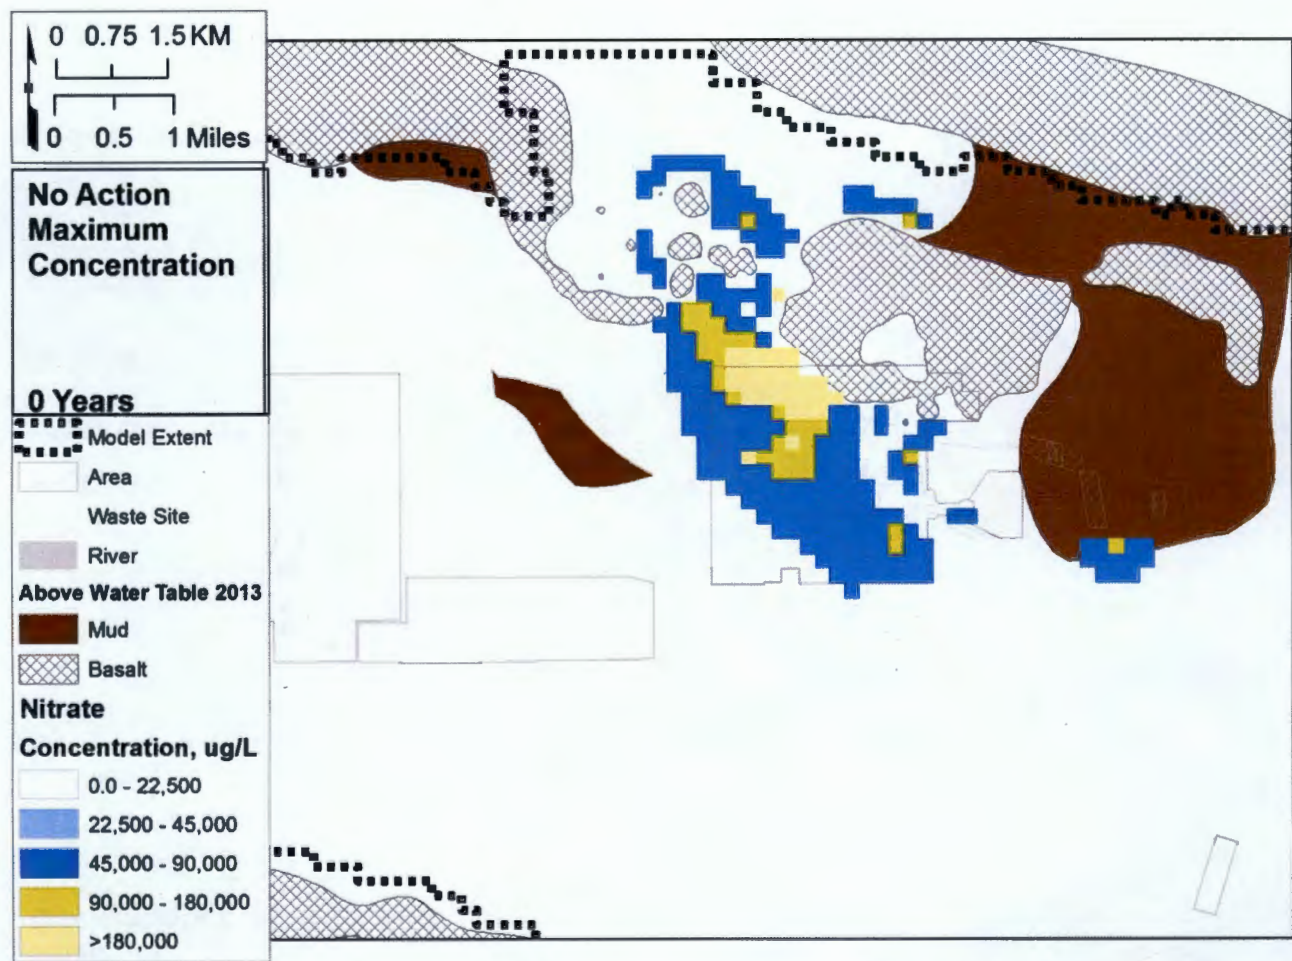 0 0.75 1.5 KM
0 0.5 1 Miles
No Action
Maximum
Concentration
0 Years
Model Extent
Area
Waste Site
River
Above Water Table 2013
Mud
Basalt
Nitrate
Concentration, ug/L
0.0 - 22,500
22,500 - 45,000
45,000 - 90,000
90,000 - 180,000
>180,000